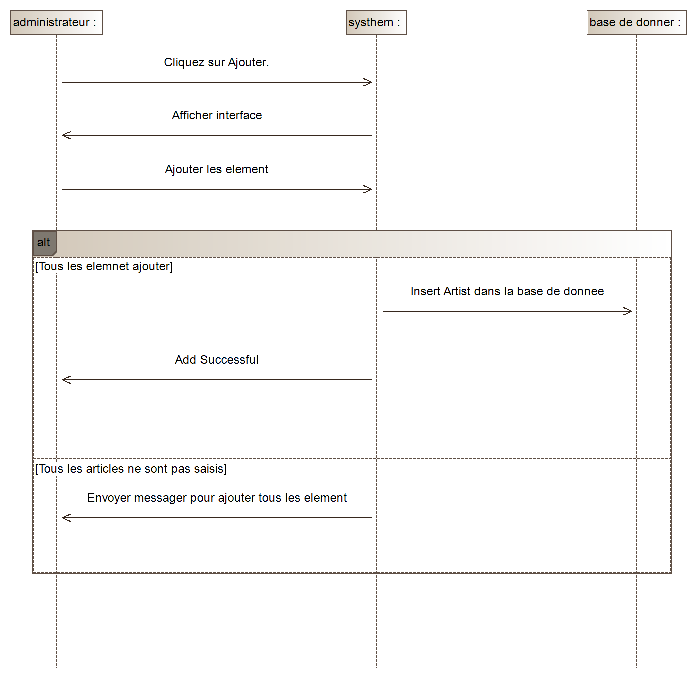 administrateur :
systhem :
base de donner :
Cliquez sur Ajouter.
Afficher interface
Ajouter les element
alt
[Tous les elemnet ajouter]
Insert Artist dans la base de donnee
Add Successful
[Tous les articles ne sont pas saisis]
Envoyer messager pour ajouter tous les element